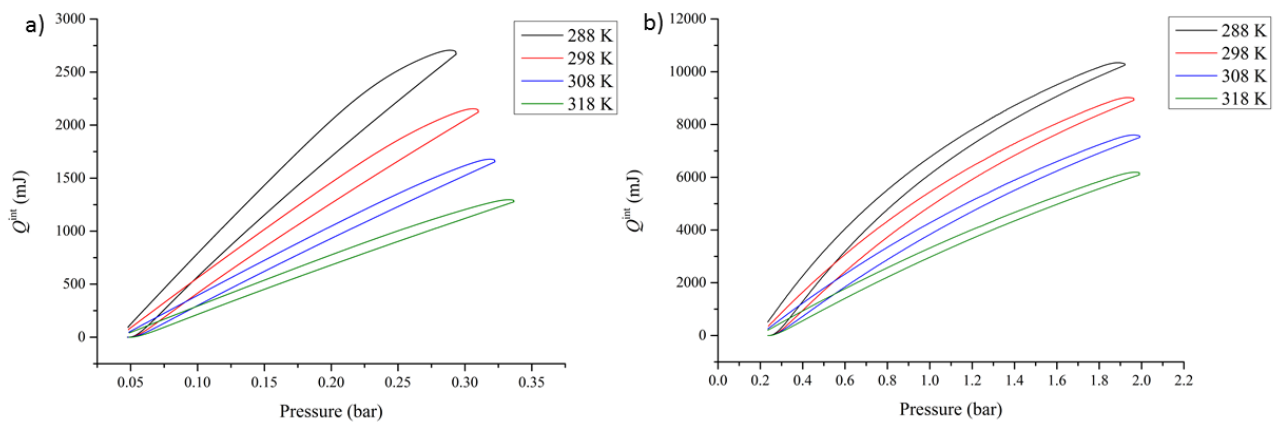 a)
3000
2500
2000
1500
1000
500
0
Qint (mJ)
0.05 0.10 0.15 0.20 0.25 0.30 0.35
Pressure (bar)
288 K
298 K
308 K
318 K
b)
12000
10000
8000
6000
4000
2000
0
Qint (mJ)
0.0 0.2 0.4 0.6 0.8 1.0 1.2 1.4 1.6 1.8 2.0 2.2
Pressure (bar)
288 K
298 K
308 K
318 K